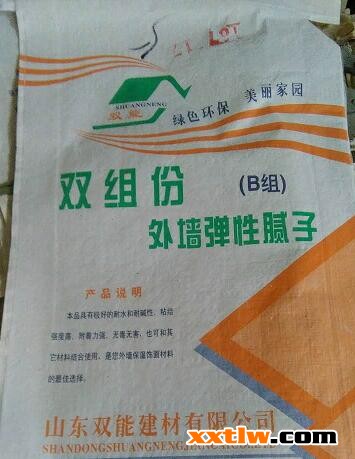 SHUANGNENG
双能
绿色环保 美丽家园
双组份 (B组)
外墙弹性腻子
产品说明
本品具有极好的耐水和耐碱性、粘结
强度高、附着力强、无毒无害、也可和其
它材料结合使用、是您外墙保温饰面材料
的最佳选择。
山东双能建材有限公司
SHANDONGSHUANGNENGJIANCAIYOUXIANGONGSI
www.xxtlw.com